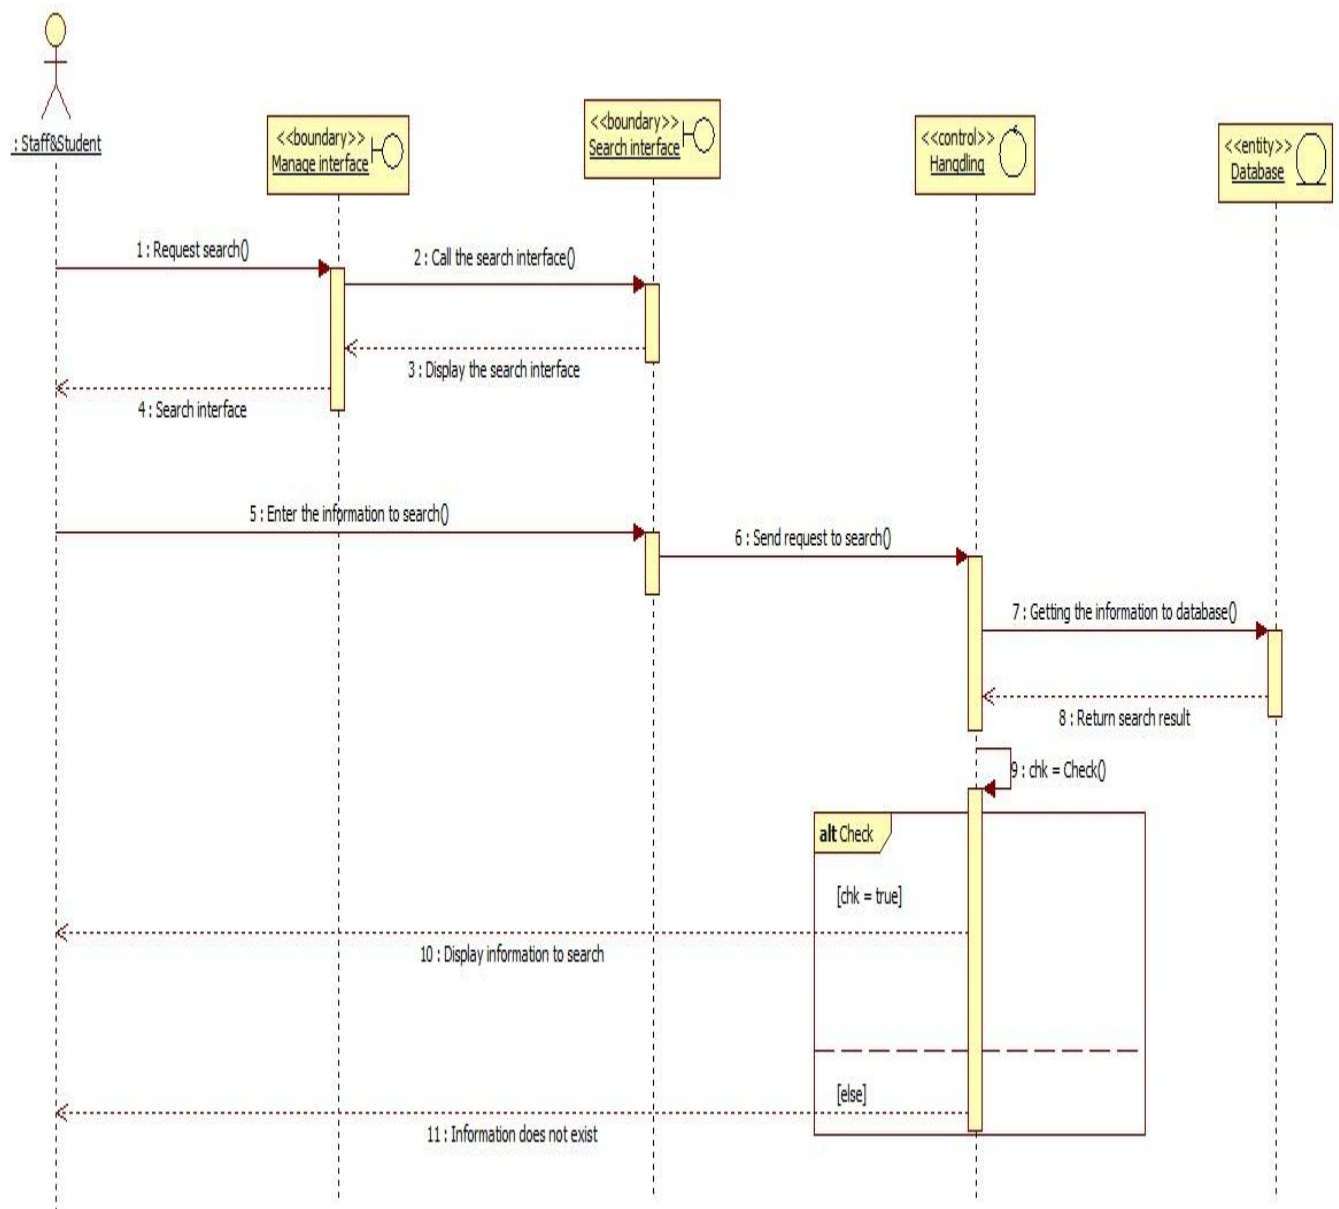 : Staff&Student
<<boundary>>
Manage interface
<<boundary>>
Search interface
<<control>>
Hangdling
<<entity>>
Database
1 : Request search()
2 : Call the search interface()
3 : Display the search interface
4 : Search interface
5 : Enter the information to search()
6 : Send request to search()
7 : Getting the information to database()
8 : Return search result
9 : chk = Check()
alt Check
[chk = true]
10 : Display information to search
[else]
11 : Information does not exist